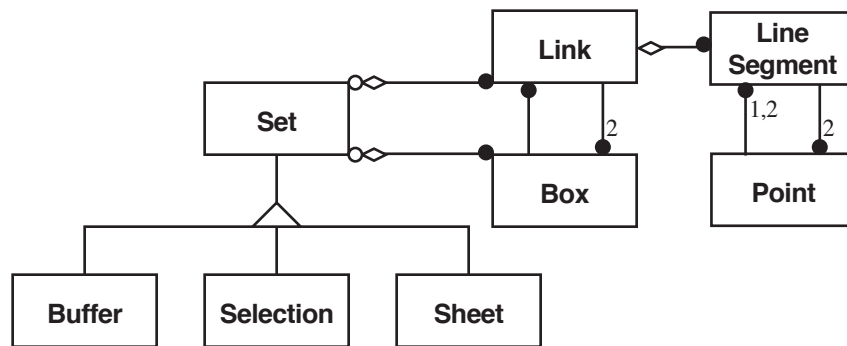 Link
Line
Segment
Set
1,2
2
2
Box
Point
Buffer
Selection
Sheet